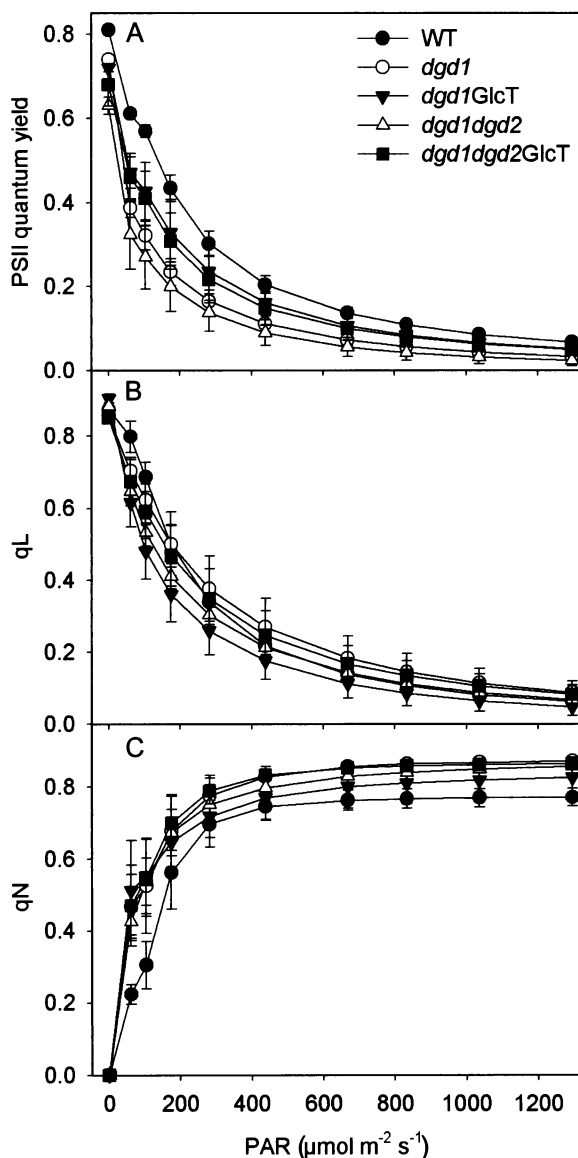 A
WT
dgd1
dgd1GlcT
dgd1dgd2
dgd1dgd2GlcT
PSII quantum yield
0.8
0.6
0.4
0.2
0.0
B
qL
0.8
0.6
0.4
0.2
0.0
C
qN
0.8
0.6
0.4
0.2
0.0
0 200 400 600 800 1000 1200
PAR (µmol m⁻² s⁻¹)